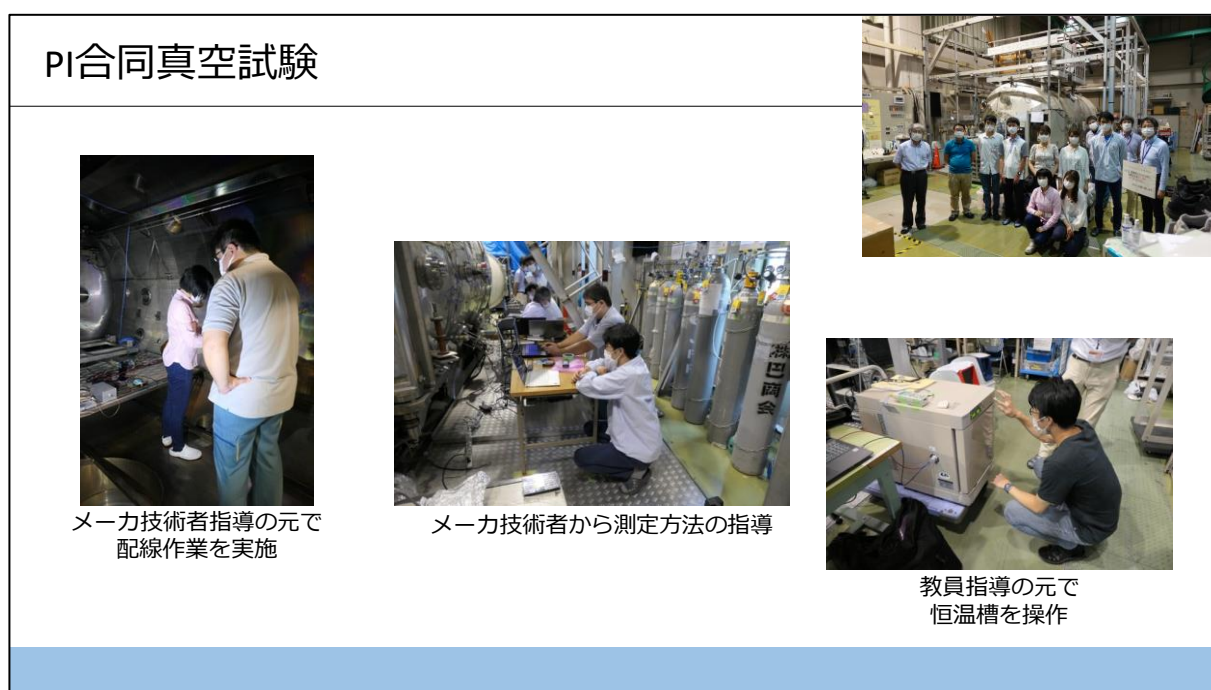 PI合同真空試験
メーカ技術者指導の元で
配線作業を実施
メーカ技術者から測定方法の指導
教員指導の元で
恒温槽を操作